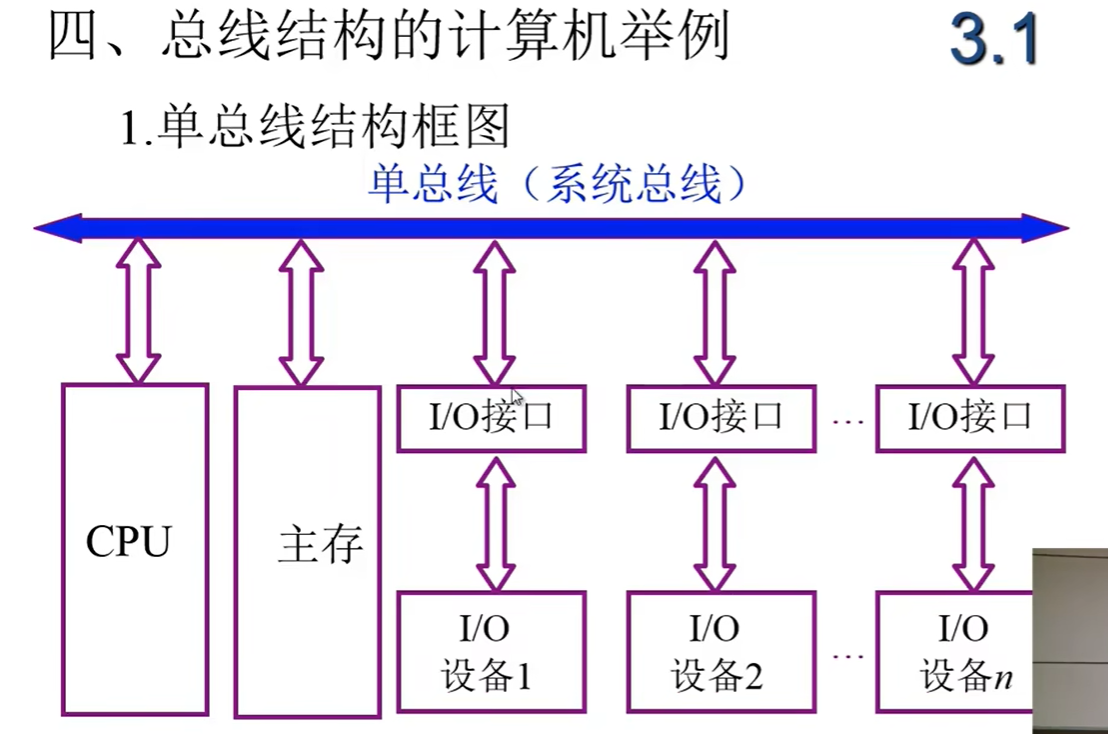 四、总线结构的计算机举例 3.1
1.单总线结构框图
单总线（系统总线）
CPU
主存
I/O接口
I/O接口
…
I/O接口
I/O
设备1
I/O
设备2
…
I/O
设备n